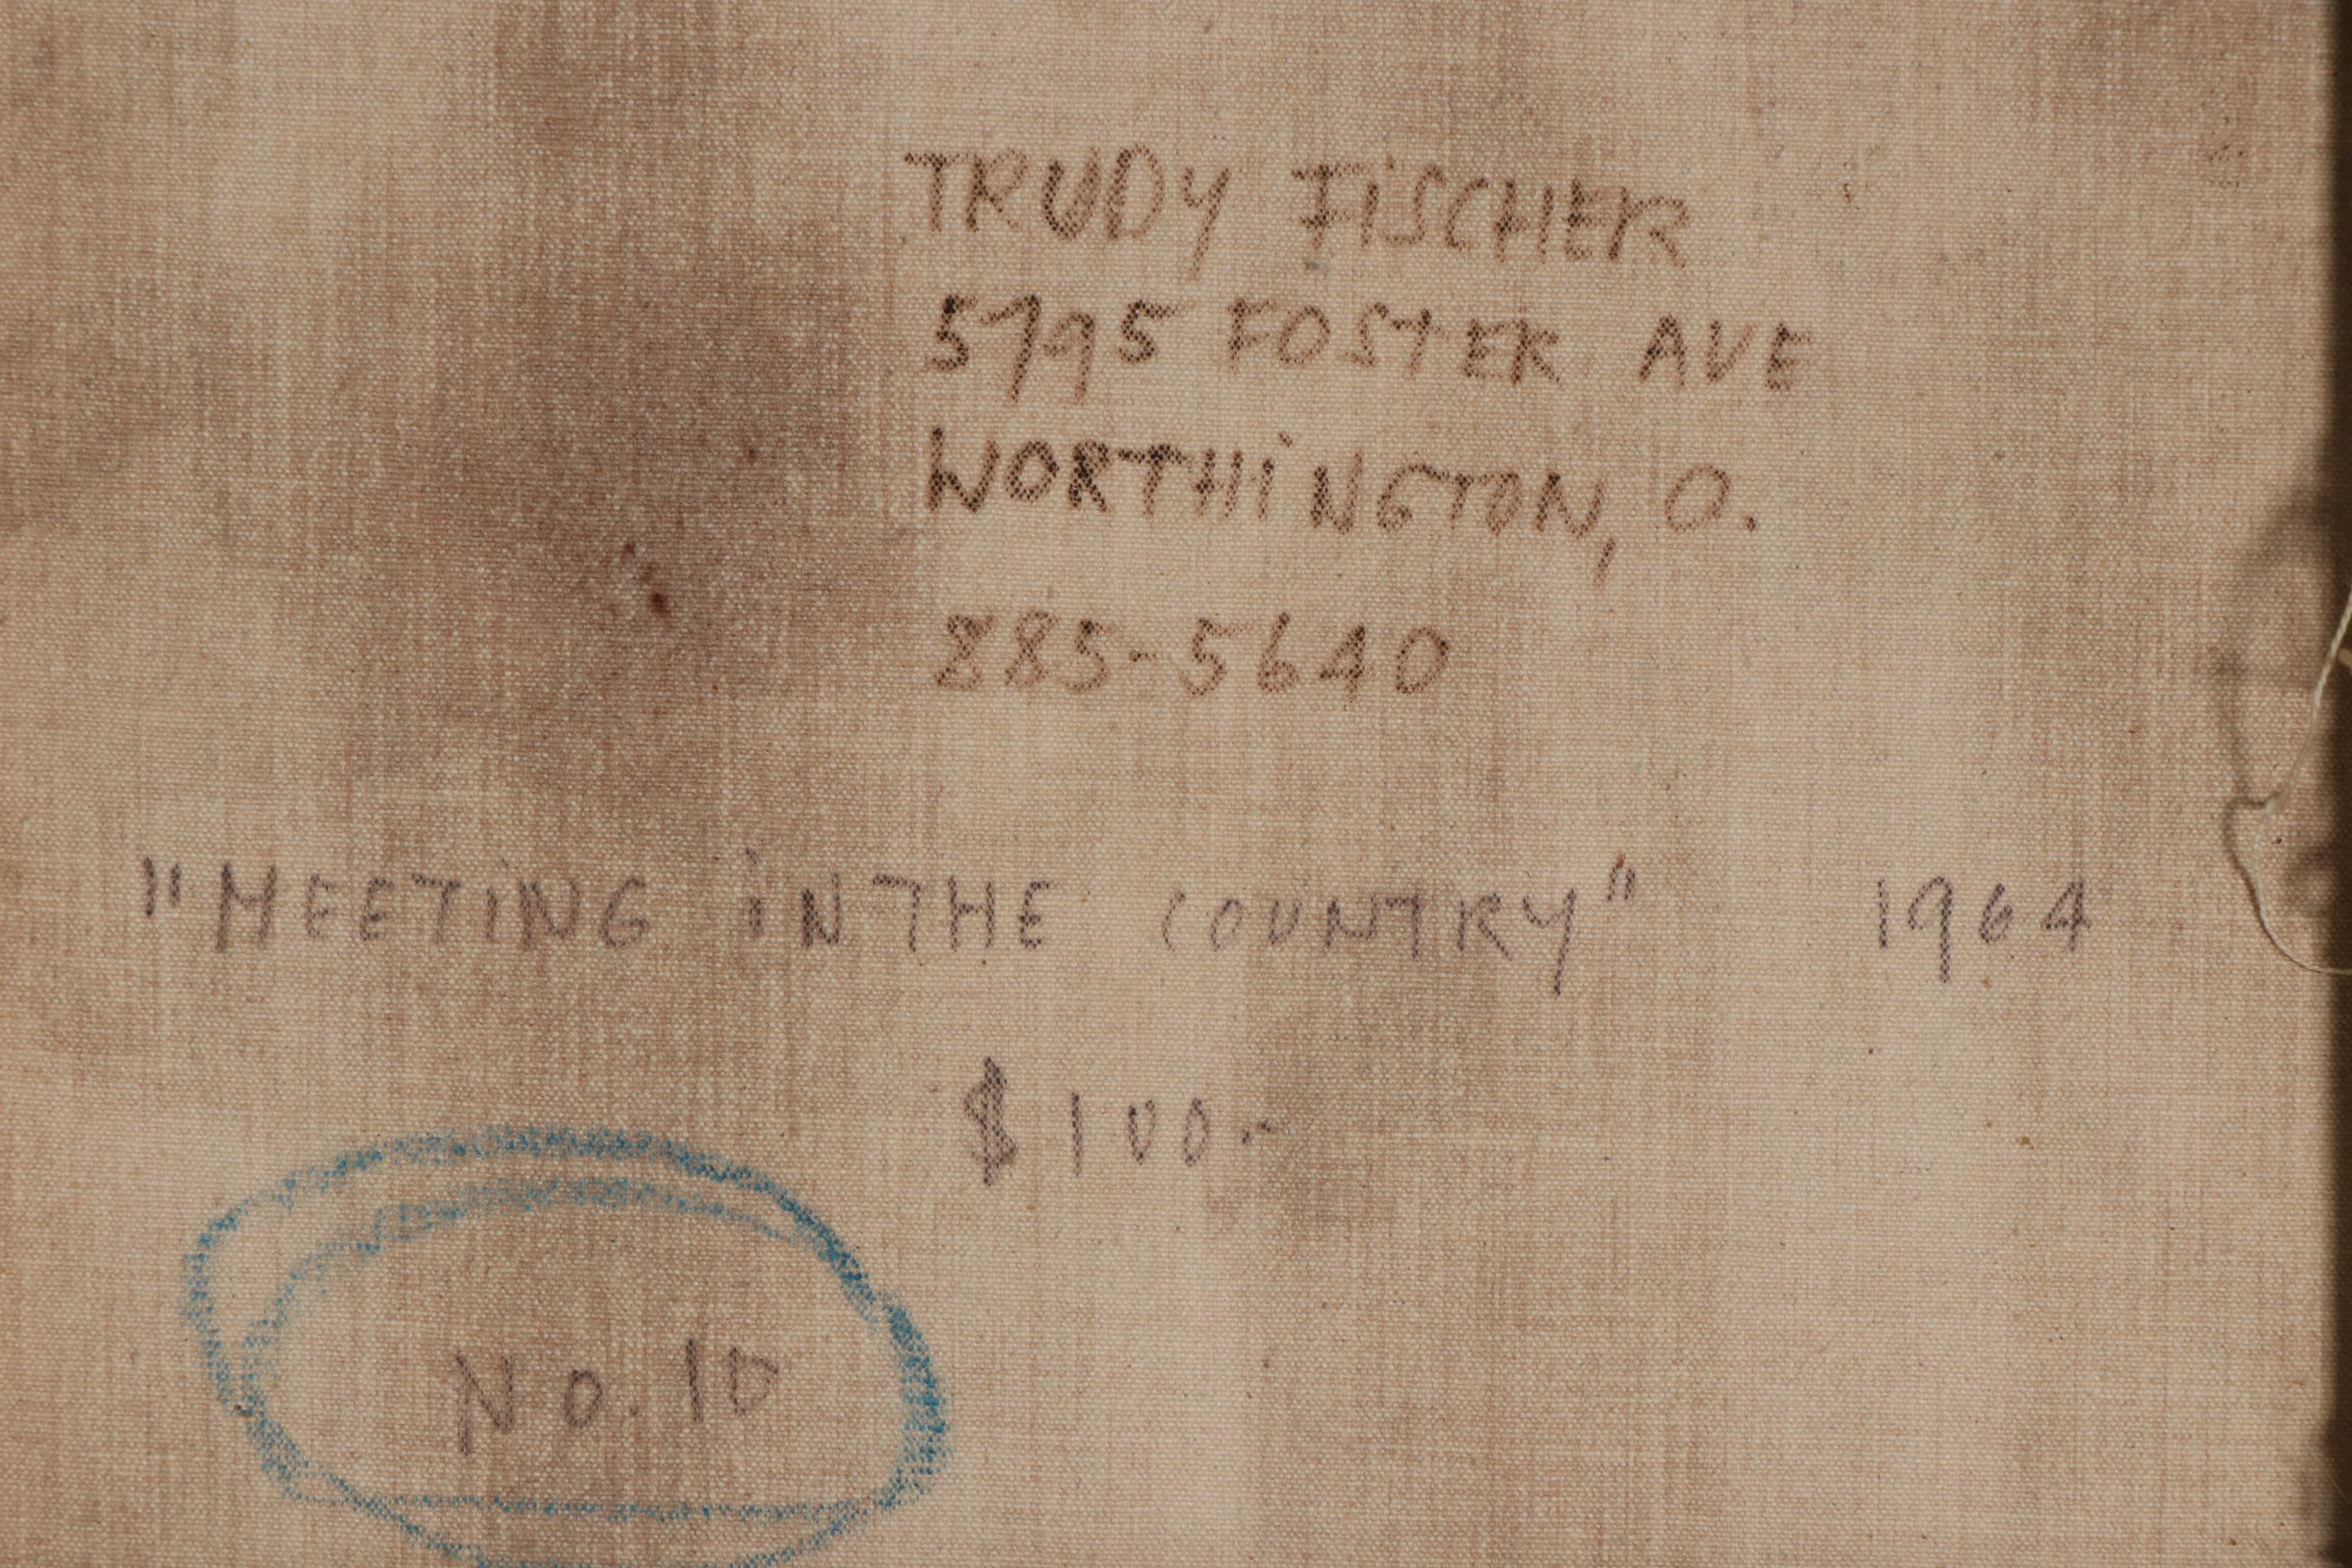 TRUDY FiSCHER
5795 FOSTER AVE
WORTHiNGTON, O.
885-5640
"MEETiNG iN THE COUNTRY" 1964
$100-
No. 10